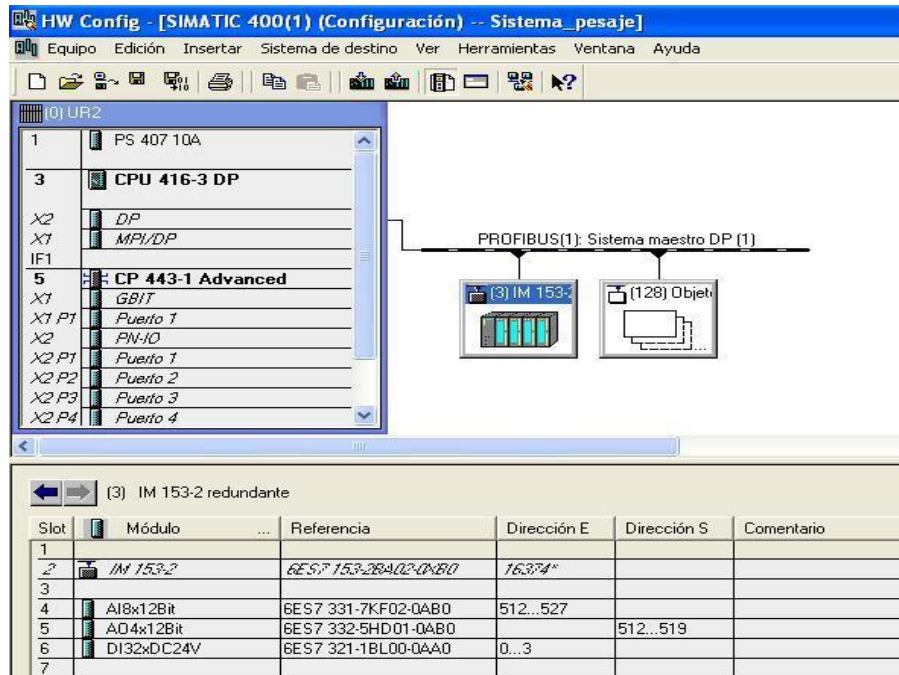 HW Config - [SIMATIC 400(1) (Configuración) -- Sistema_pesaje]
Equipo Edición Insertar Sistema de destino Ver Herramientas Ventana Ayuda
(0) UR2
1 PS 407 10A
3 CPU 416-3 DP
X2 DP
X1 MPI/DP
IF1
5 CP 443-1 Advanced
X1 GBIT
X1 P1 Puerto 1
X2 PN-IO
X2 P1 Puerto 1
X2 P2 Puerto 2
X2 P3 Puerto 3
X2 P4 Puerto 4
PROFIBUS(1): Sistema maestro DP (1)
(3) IM 153-2
(128) Objet
(3) IM 153-2 redundante
Slot Módulo ... Referencia Dirección E Dirección S Comentario
1
2 IM 153-2 6ES7 153-2BA02-0XB0 16374*
3
4 AI8x12Bit 6ES7 331-7KF02-0AB0 512...527
5 AO4x12Bit 6ES7 332-5HD01-0AB0 512...519
6 DI32xDC24V 6ES7 321-1BL00-0AA0 0...3
7